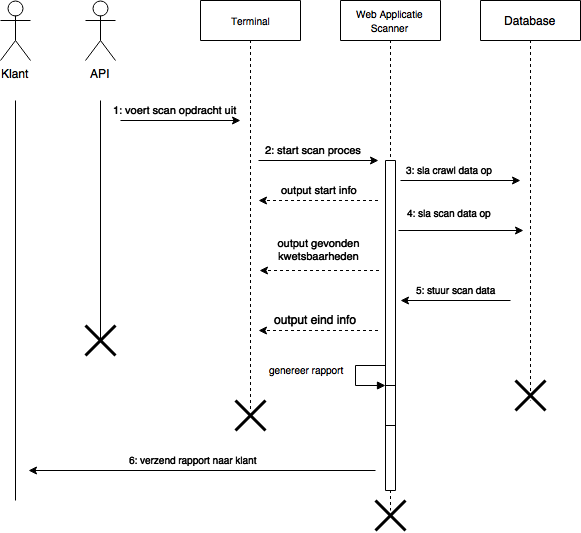 Klant
API
Terminal
Web Applicatie
Scanner
Database
1: voert scan opdracht uit
2: start scan proces
3: sla crawl data op
output start info
4: sla scan data op
output gevonden
kwetsbaarheden
5: stuur scan data
output eind info
genereer rapport
6: verzend rapport naar klant